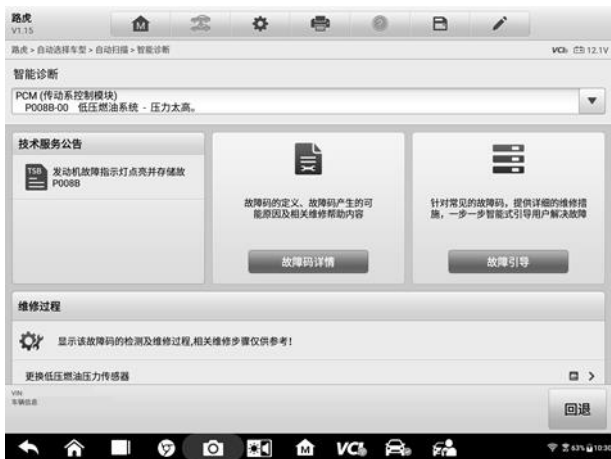 路虎
V1.15
路虎 > 自动选择车型 > 自动扫描 > 智能诊断
VCI: 12.1V
智能诊断
PCM (传动系控制模块)
P008B-00 低压燃油系统 - 压力太高。
技术服务公告
TSB
发动机故障指示灯点亮并存储故
P008B
故障码的定义、故障码产生的可
能原因及相关维修帮助内容
故障码详情
针对常见的故障码，提供详细的维修措
施，一步一步智能式引导用户解决故障
故障引导
维修过程
显示该故障码的检测及维修过程,相关维修步骤仅供参考!
更换低压燃油压力传感器
VIN
车辆信息
回退
M
VCI
63% 10:30